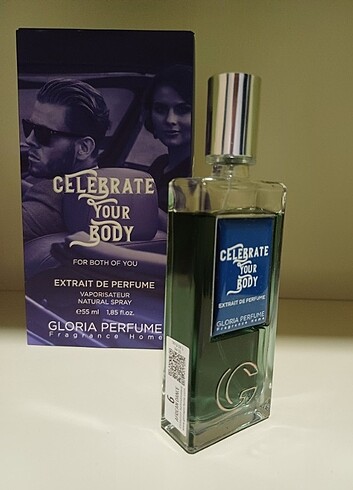 CELEBRATE
YOUR
BODY
FOR BOTH OF YOU
EXTRAIT DE PERFUME
VAPORISATEUR
NATURAL SPRAY
e55 ml 1,85 fl.oz.
GLORIA PERFUME
Fragrance Home
CELEBRATE
YOUR
BODY
EXTRAIT DE PERFUME
GLORIA PERFUME
Fragrance Home
G